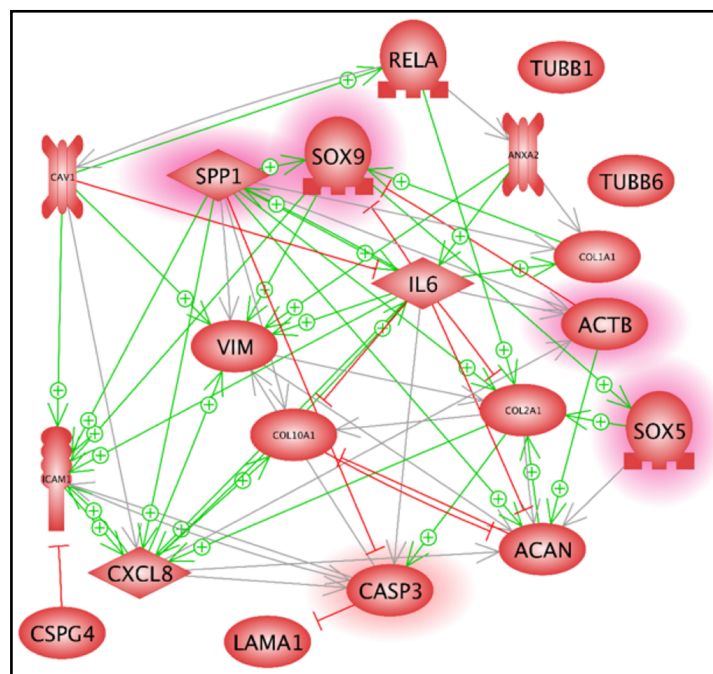 RELA
TUBB1
SOX9
ANXA2
CAV1
SPP1
TUBB6
COL1A1
IL6
ACTB
VIM
COL2A1
COL10A1
SOX5
ICAM1
ACAN
CXCL8
CASP3
CSPG4
LAMA1